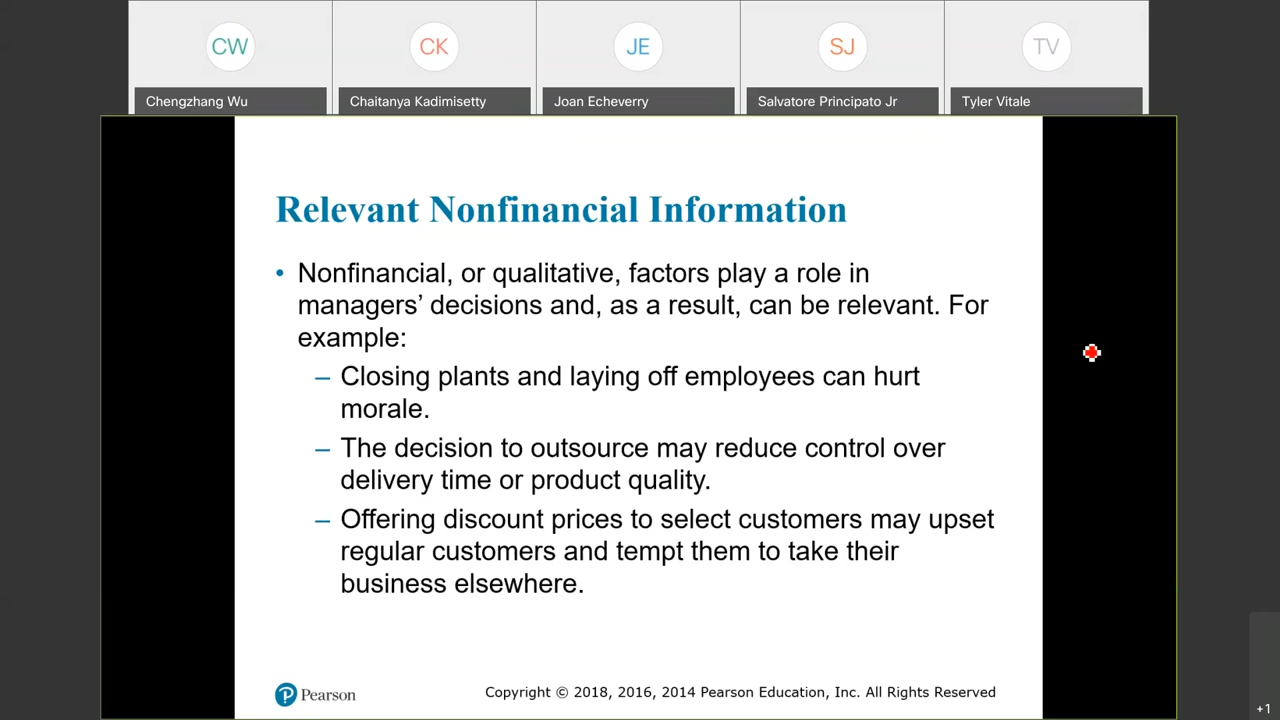 CW
CK
JE
SJ
TV
Chengzhang Wu
Chaitanya Kadimisetty
Joan Echeverry
Salvatore Principato Jr
Tyler Vitale
Relevant Nonfinancial Information
• Nonfinancial, or qualitative, factors play a role in
managers’ decisions and, as a result, can be relevant. For
example:
– Closing plants and laying off employees can hurt
morale.
– The decision to outsource may reduce control over
delivery time or product quality.
– Offering discount prices to select customers may upset
regular customers and tempt them to take their
business elsewhere.
P Pearson
Copyright © 2018, 2016, 2014 Pearson Education, Inc. All Rights Reserved
+1